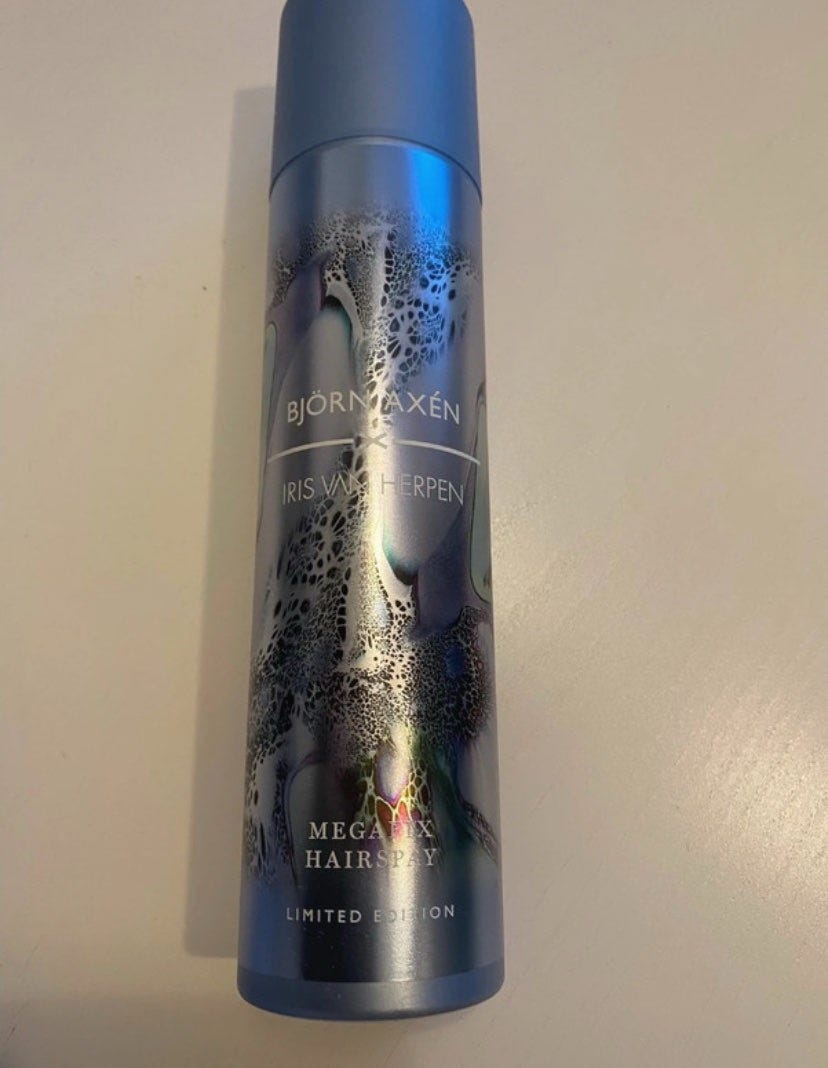 BJÖRN AXÉN
X
IRIS VAN HERPEN
MEGAFIX
HAIRSPAY
LIMITED EDITION